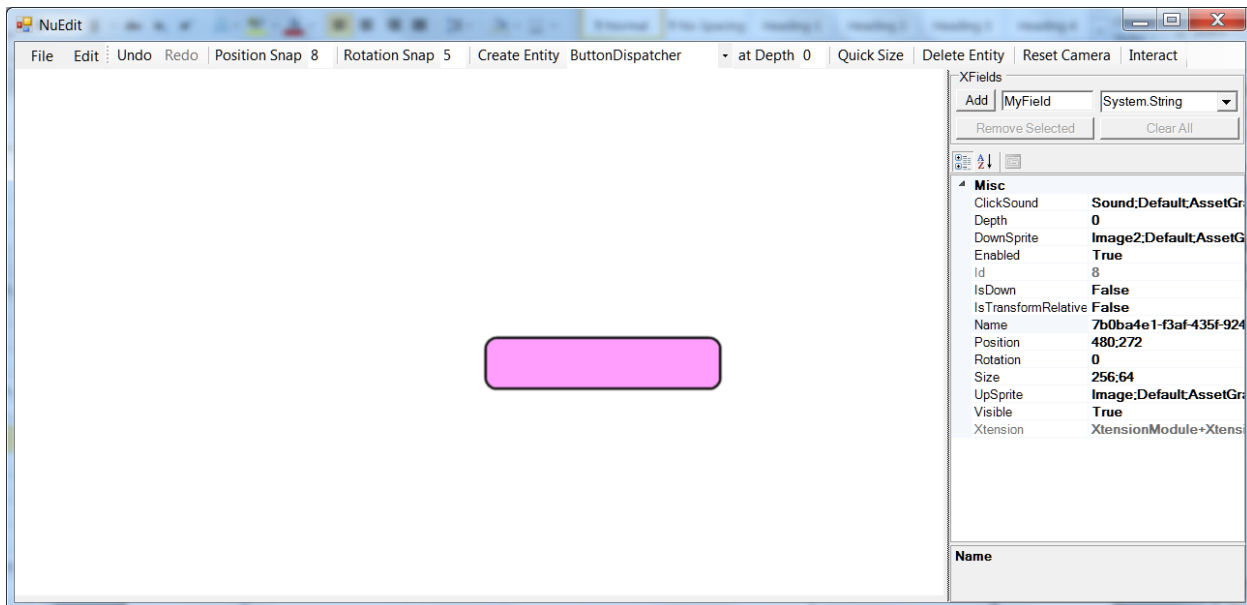 NuEdit
File Edit Undo Redo Position Snap 8 Rotation Snap 5 Create Entity ButtonDispatcher at Depth 0 Quick Size Delete Entity Reset Camera Interact
XFields
Add MyField System.String
Remove Selected Clear All
Misc
ClickSound Sound;Default;AssetGr
Depth 0
DownSprite Image2;Default;AssetG
Enabled True
Id 8
IsDown False
IsTransformRelative False
Name 7b0ba4e1-f3af-435f-924
Position 480;272
Rotation 0
Size 256;64
UpSprite Image;Default;AssetGr
Visible True
Xtension XtensionModule+Xtensi
Name